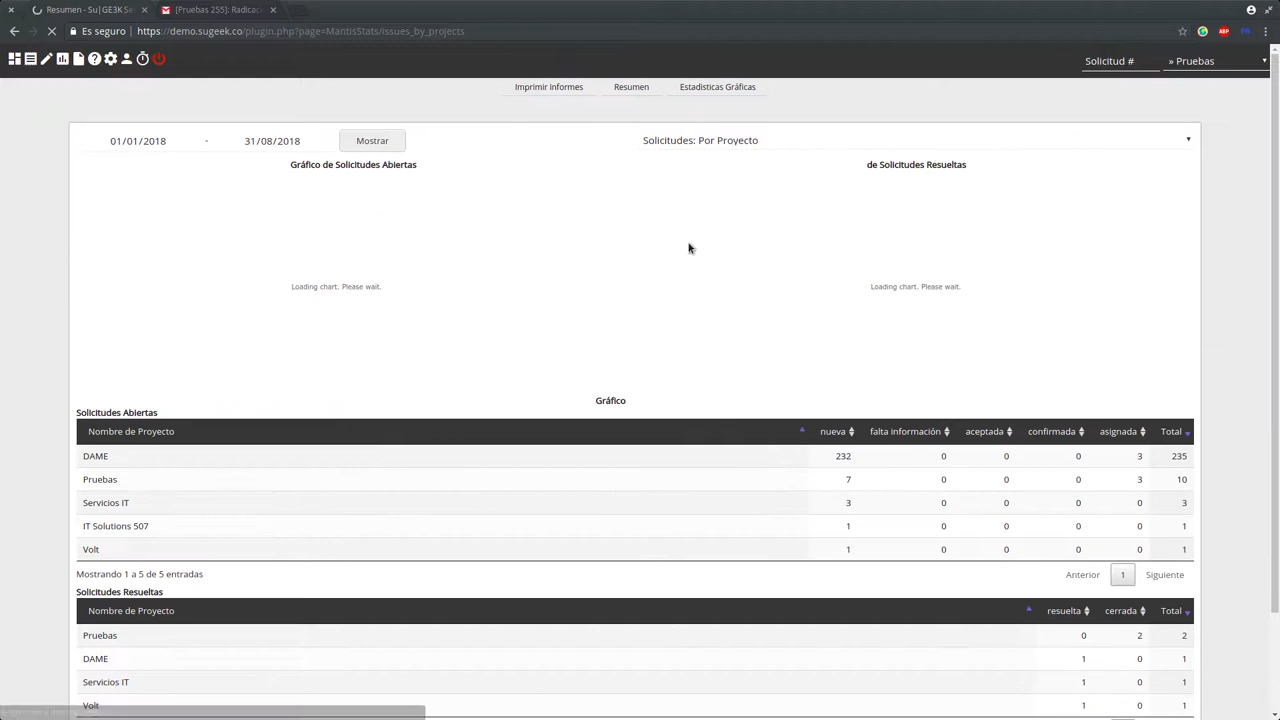 Resumen - Su|GE3K Se
[Pruebas 255]: Radicac
Es seguro
https://demo.sugeek.co/plugin.php?page=MantisStats/issues_by_projects
ABP
Solicitud # » Pruebas
Imprimir Informes Resumen Estadisticas Gráficas
01/01/2018 - 31/08/2018 Mostrar Solicitudes: Por Proyecto
Gráfico de Solicitudes Abiertas de Solicitudes Resueltas
Loading chart. Please wait. Loading chart. Please wait.
Gráfico
Solicitudes Abiertas
Nombre de Proyecto nueva falta información aceptada confirmada asignada Total
DAME 232 0 0 0 3 235
Pruebas 7 0 0 0 3 10
Servicios IT 3 0 0 0 0 3
IT Solutions 507 1 0 0 0 0 1
Volt 1 0 0 0 0 1
Mostrando 1 a 5 de 5 entradas Anterior 1 Siguiente
Solicitudes Resueltas
Nombre de Proyecto resuelta cerrada Total
Pruebas 0 2 2
DAME 1 0 1
Servicios IT 1 0 1
Volt 1 0 1